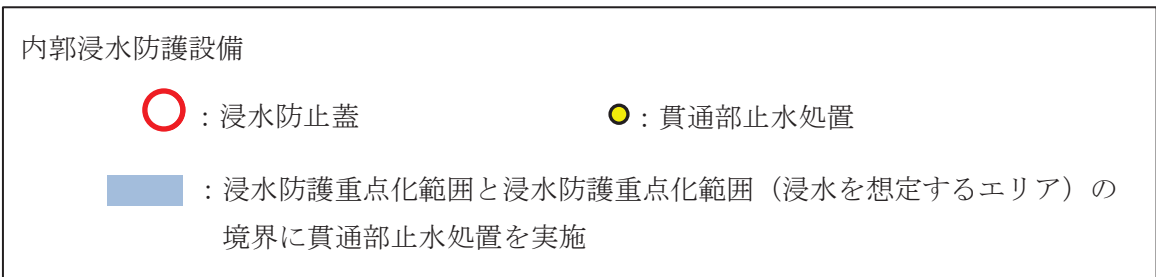 内郭浸水防護設備
：浸水防止蓋　：貫通部止水処置
：浸水防護重点化範囲と浸水防護重点化範囲（浸水を想定するエリア）の
境界に貫通部止水処置を実施